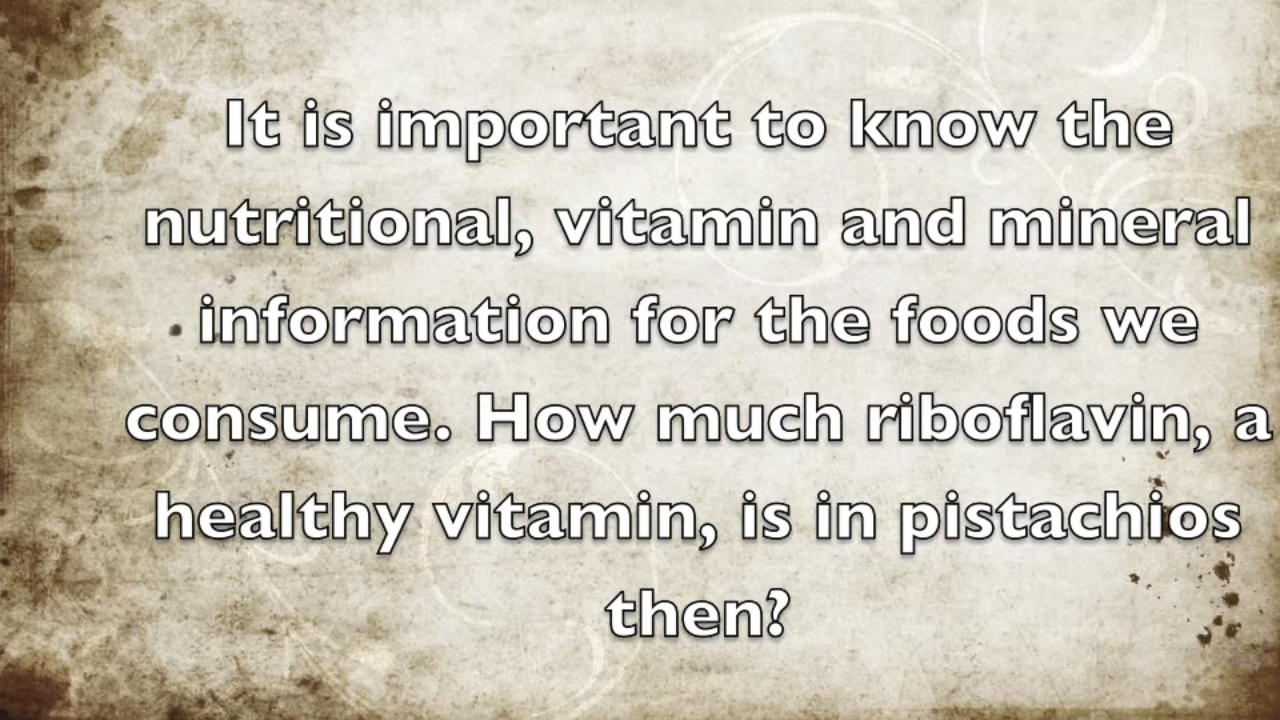 It is important to know the
nutritional, vitamin and mineral
information for the foods we
consume. How much riboflavin, a
healthy vitamin, is in pistachios
then?